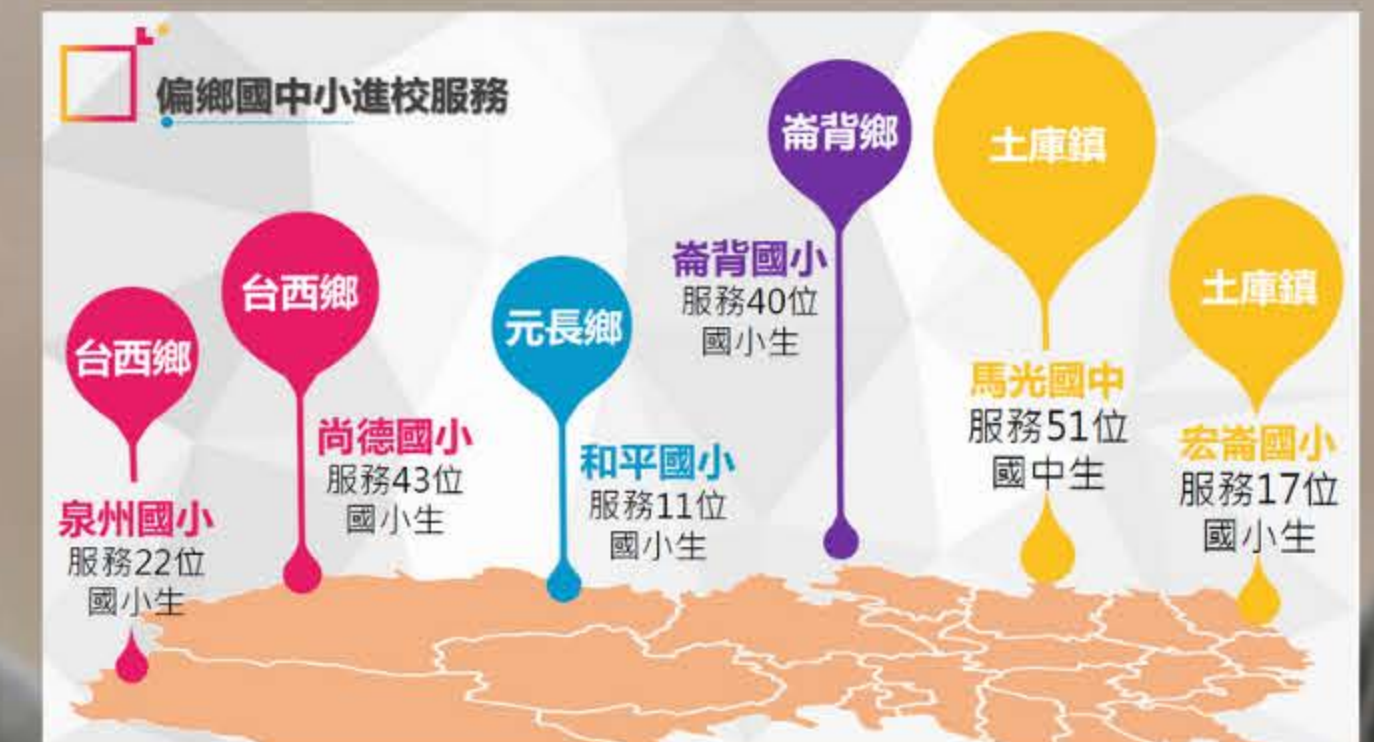 偏鄉國中小進校服務
台西鄉
泉州國小
服務22位
國小生
台西鄉
尚德國小
服務43位
國小生
元長鄉
和平國小
服務11位
國小生
崙背鄉
崙背國小
服務40位
國小生
土庫鎮
馬光國中
服務51位
國中生
土庫鎮
宏崙國小
服務17位
國小生